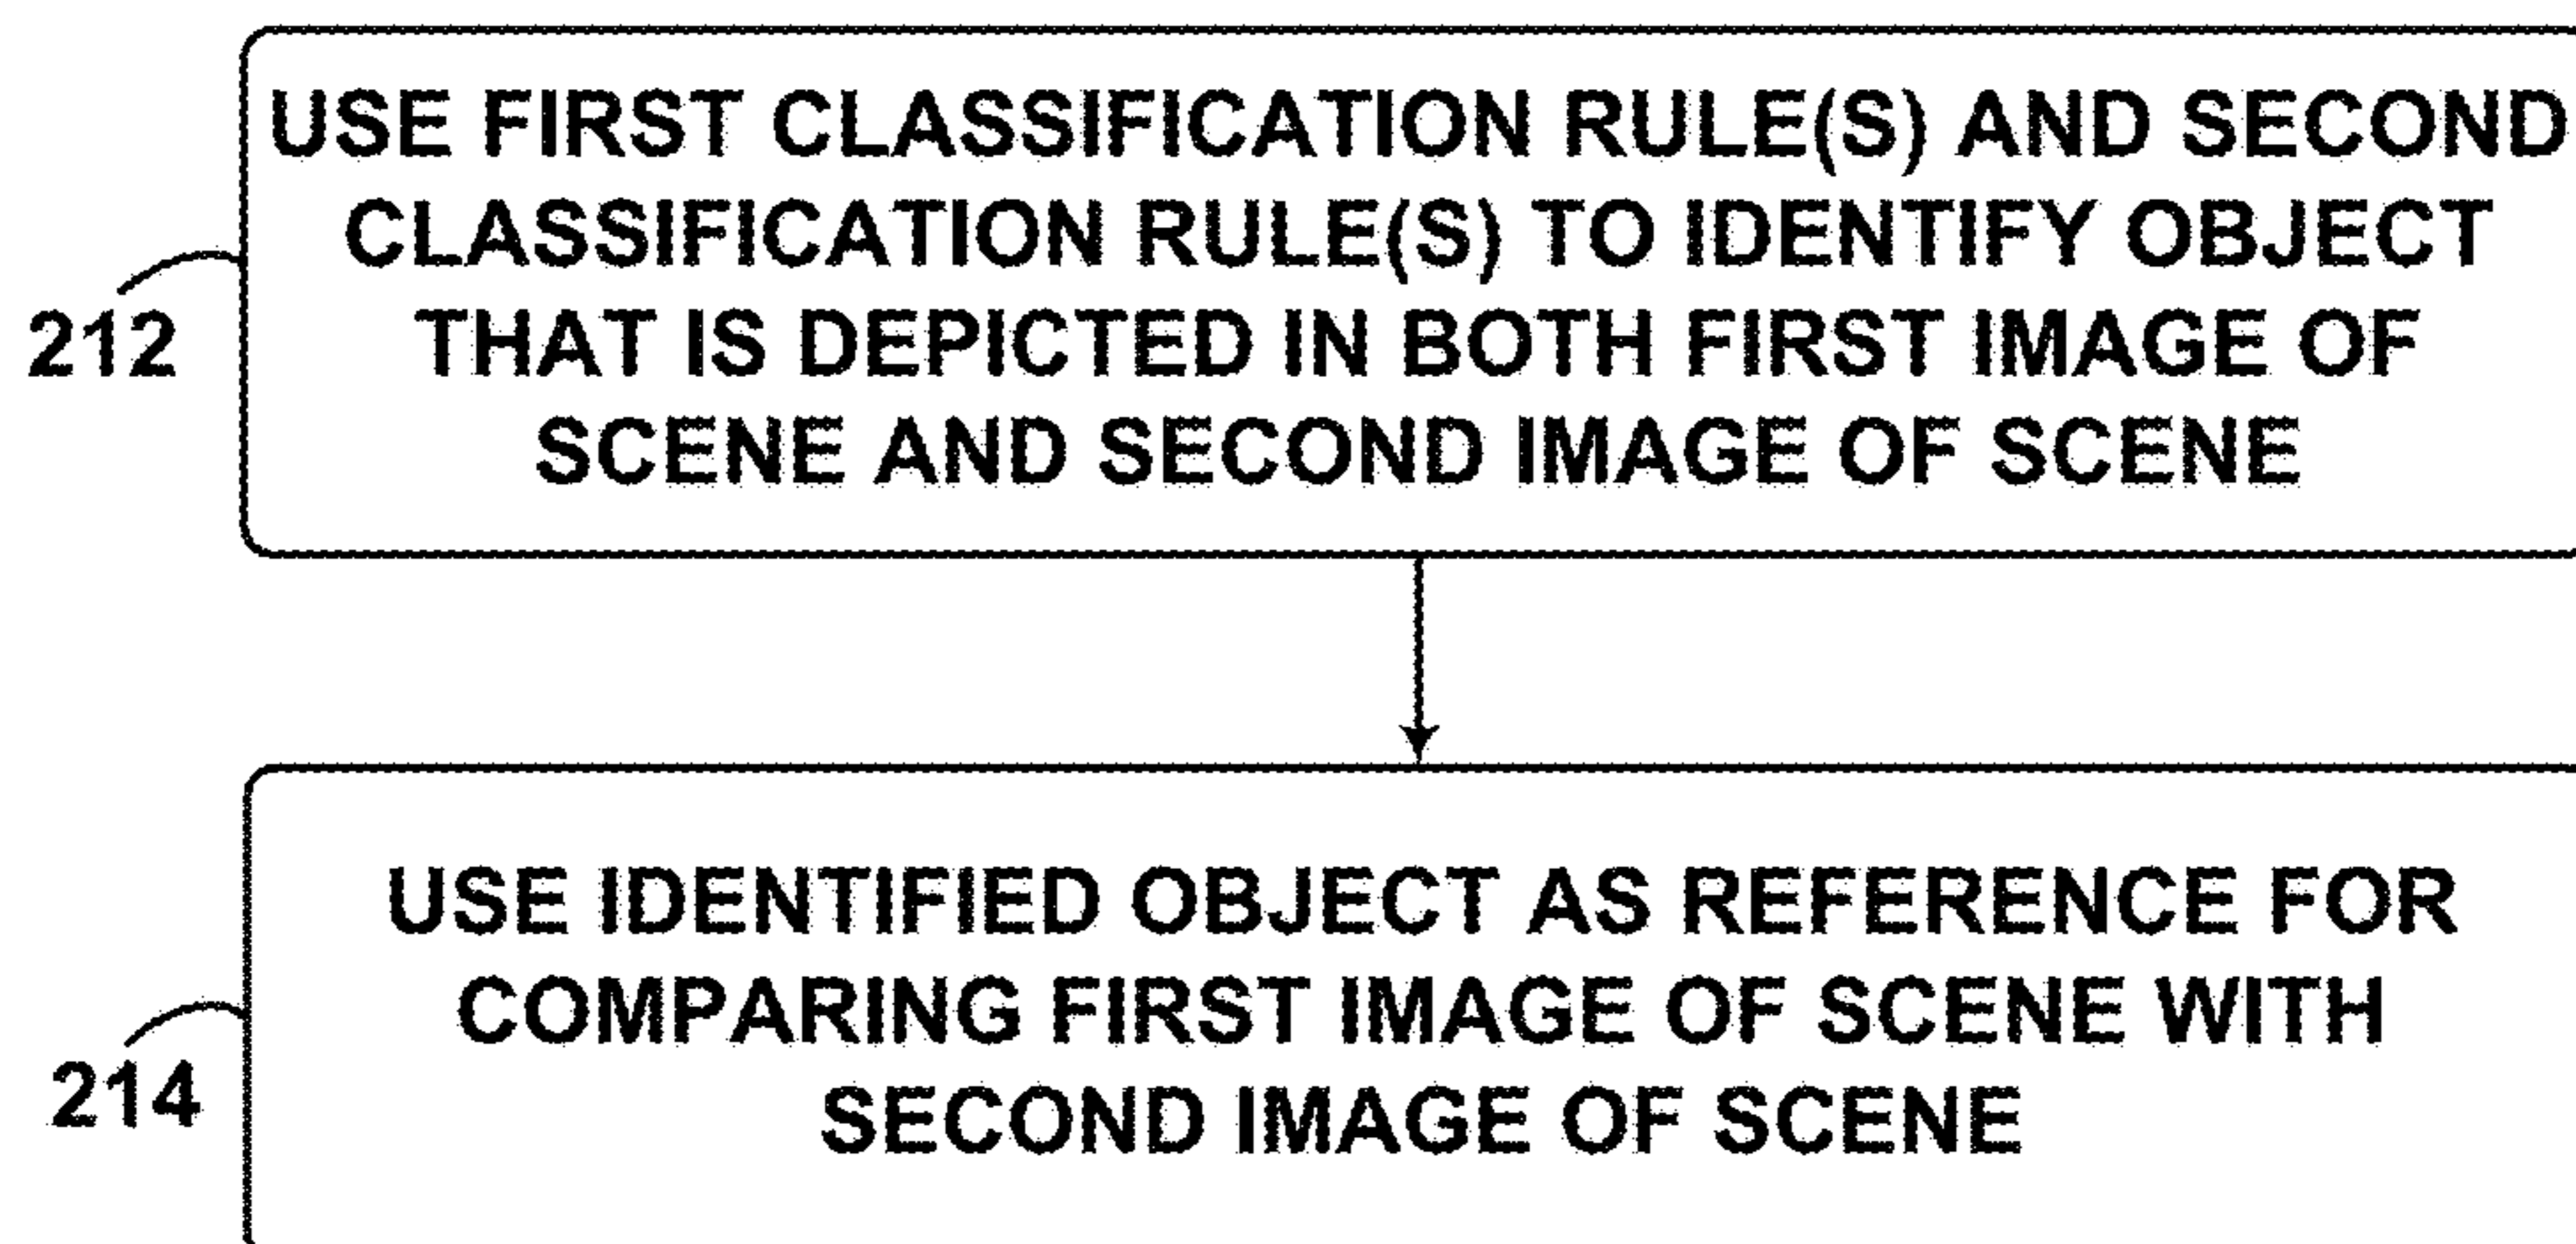 USE FIRST CLASSIFICATION RULE(S) AND SECOND
CLASSIFICATION RULE(S) TO IDENTIFY OBJECT
THAT IS DEPICTED IN BOTH FIRST IMAGE OF
SCENE AND SECOND IMAGE OF SCENE
212
USE IDENTIFIED OBJECT AS REFERENCE FOR
COMPARING FIRST IMAGE OF SCENE WITH
SECOND IMAGE OF SCENE
214